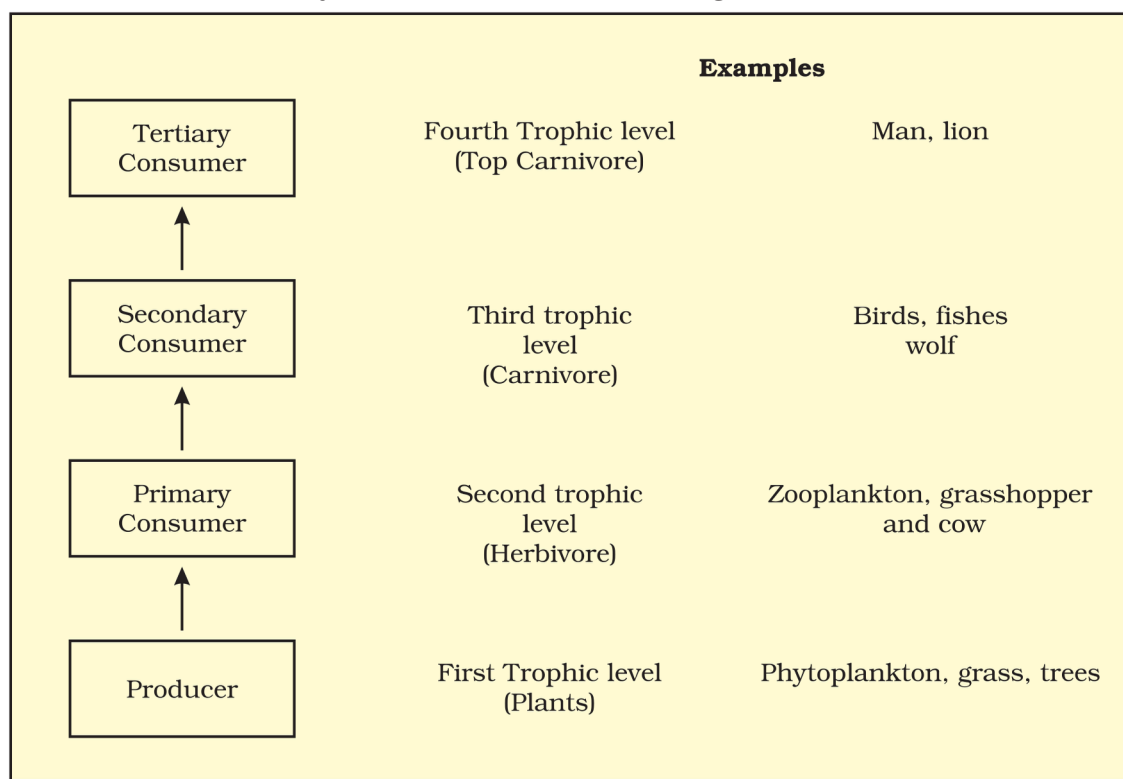 Examples
Tertiary
Consumer
Fourth Trophic level
(Top Carnivore)
Man, lion
Secondary
Consumer
Third trophic
level
(Carnivore)
Birds, fishes
wolf
Primary
Consumer
Second trophic
level
(Herbivore)
Zooplankton, grasshopper
and cow
Producer
First Trophic level
(Plants)
Phytoplankton, grass, trees